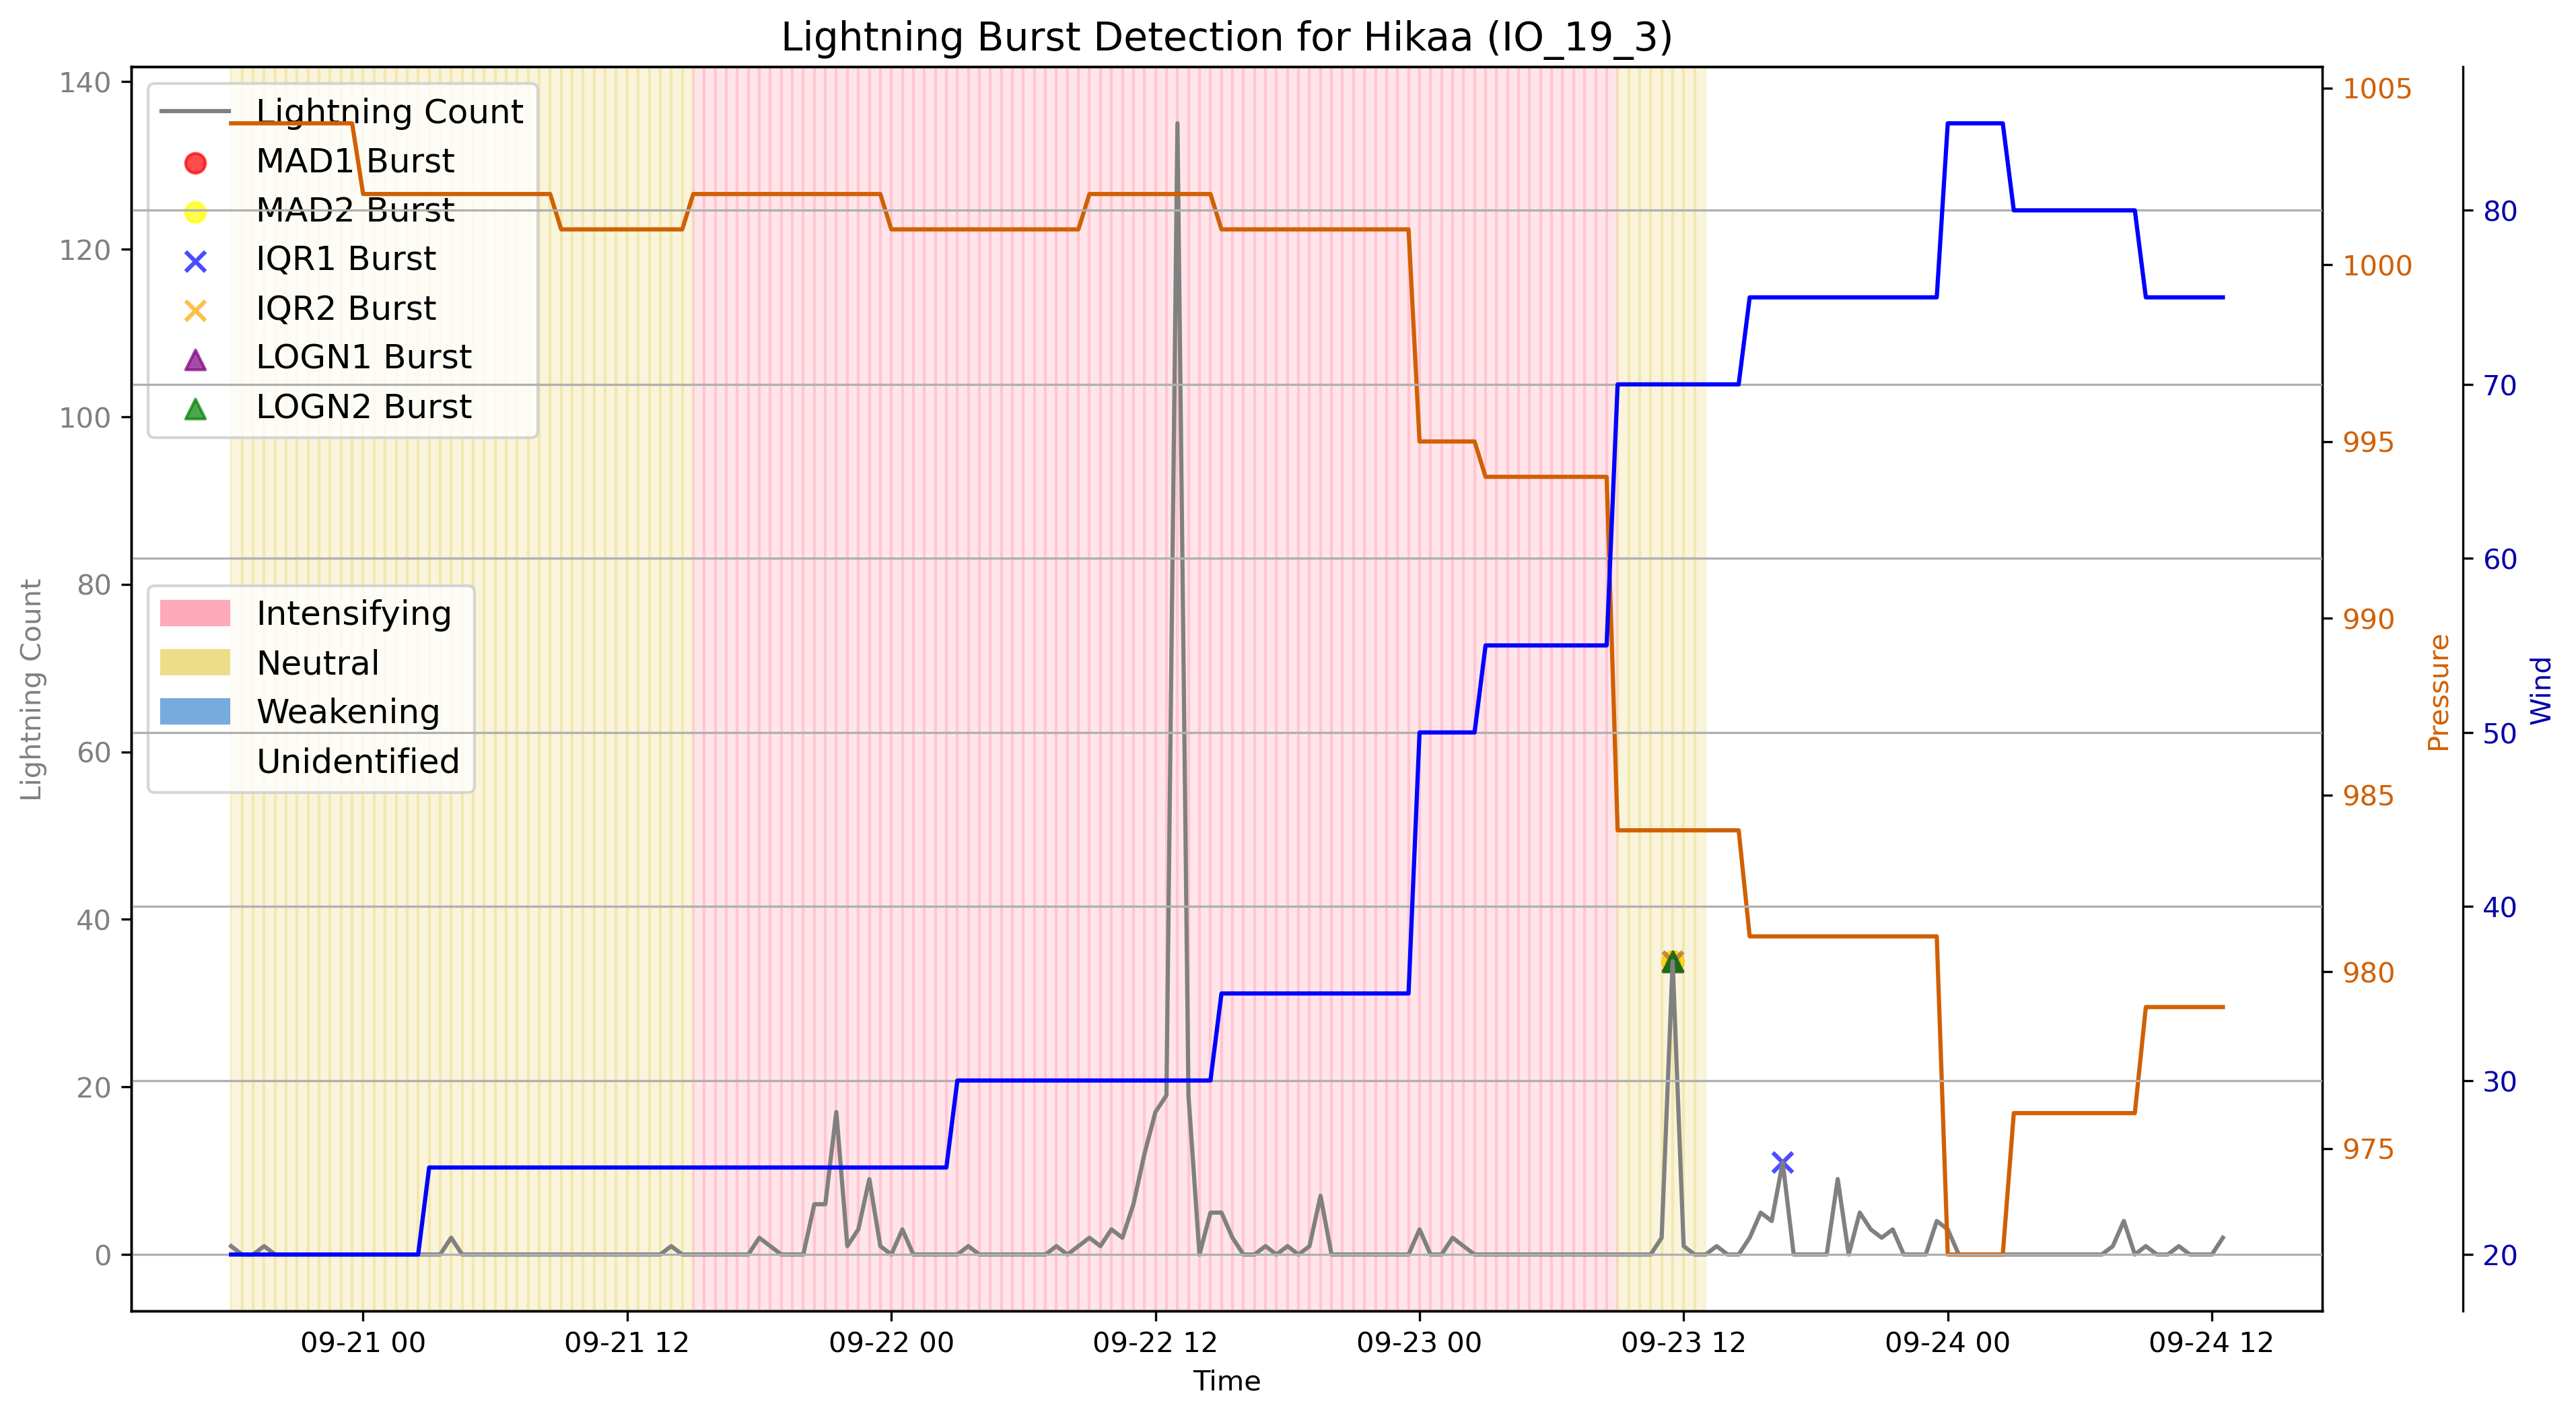 Lightning Burst Detection for Hikaa (IO_19_3)
Lightning Count
MAD1 Burst
MAD2 Burst
IQR1 Burst
IQR2 Burst
LOGN1 Burst
LOGN2 Burst
Intensifying
Neutral
Weakening
Unidentified
Lightning Count
140
120
100
80
60
40
20
0
1005
1000
995
990
985
980
975
Pressure
80
70
60
50
40
30
20
Wind
09-21 00
09-21 12
09-22 00
09-22 12
09-23 00
09-23 12
09-24 00
09-24 12
Time